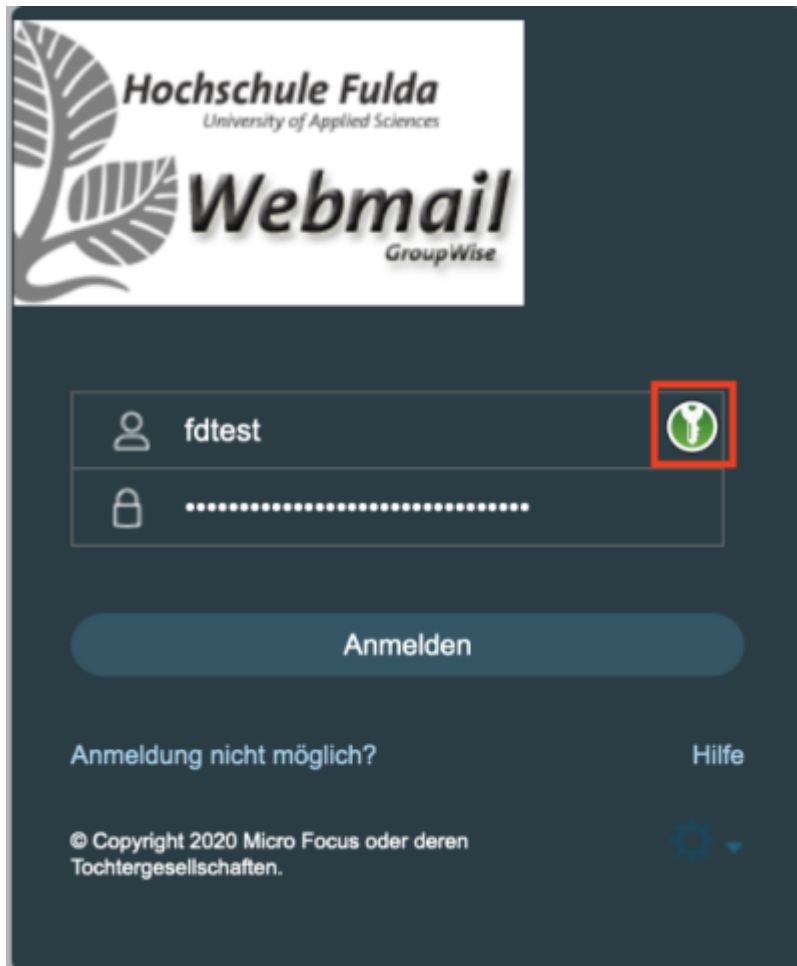 Hochschule Fulda
University of Applied Sciences
Webmail
GroupWise
fdtest
••••••••••••••••••••••••••••••••
Anmelden
Anmeldung nicht möglich?
Hilfe
© Copyright 2020 Micro Focus oder deren
Tochtergesellschaften.